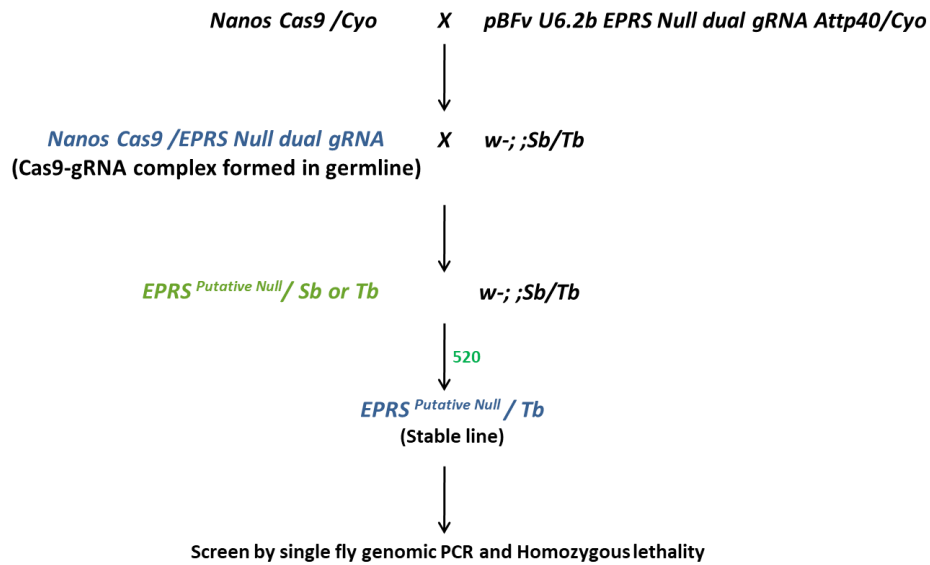 Nanos Cas9 /Cyo X pBFv U6.2b EPRS Null dual gRNA Attp40/Cyo
Nanos Cas9 /EPRS Null dual gRNA X w-; ;Sb/Tb
(Cas9-gRNA complex formed in germline)
EPRS Putative Null/ Sb or Tb w-; ;Sb/Tb
520
EPRS Putative Null / Tb
(Stable line)
Screen by single fly genomic PCR and Homozygous lethality